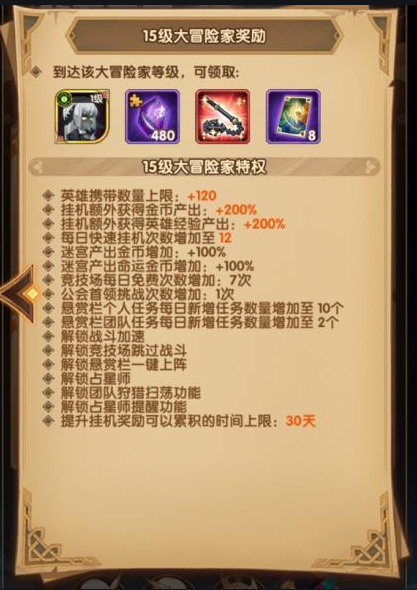 15级大冒险家奖励
到达该大冒险家等级，可领取:
1级
480
8
15级大冒险家特权
英雄携带数量上限：+120
挂机额外获得金币产出：+200%
挂机额外获得英雄经验产出：+200%
每日快速挂机次数增加至 12
迷宫产出金币增加：+100%
迷宫产出命运金币增加：+100%
竞技场每日免费次数增加：7次
公会首领挑战次数增加：1次
悬赏栏个人任务每日新增任务数量增加至 10个
悬赏栏团队任务每日新增任务数量增加至 2个
解锁战斗加速
解锁竞技场跳过战斗
解锁悬赏栏一键上阵
解锁占星师
解锁团队狩猎扫荡功能
解锁占星师提醒功能
提升挂机奖励可以累积的时间上限：30天